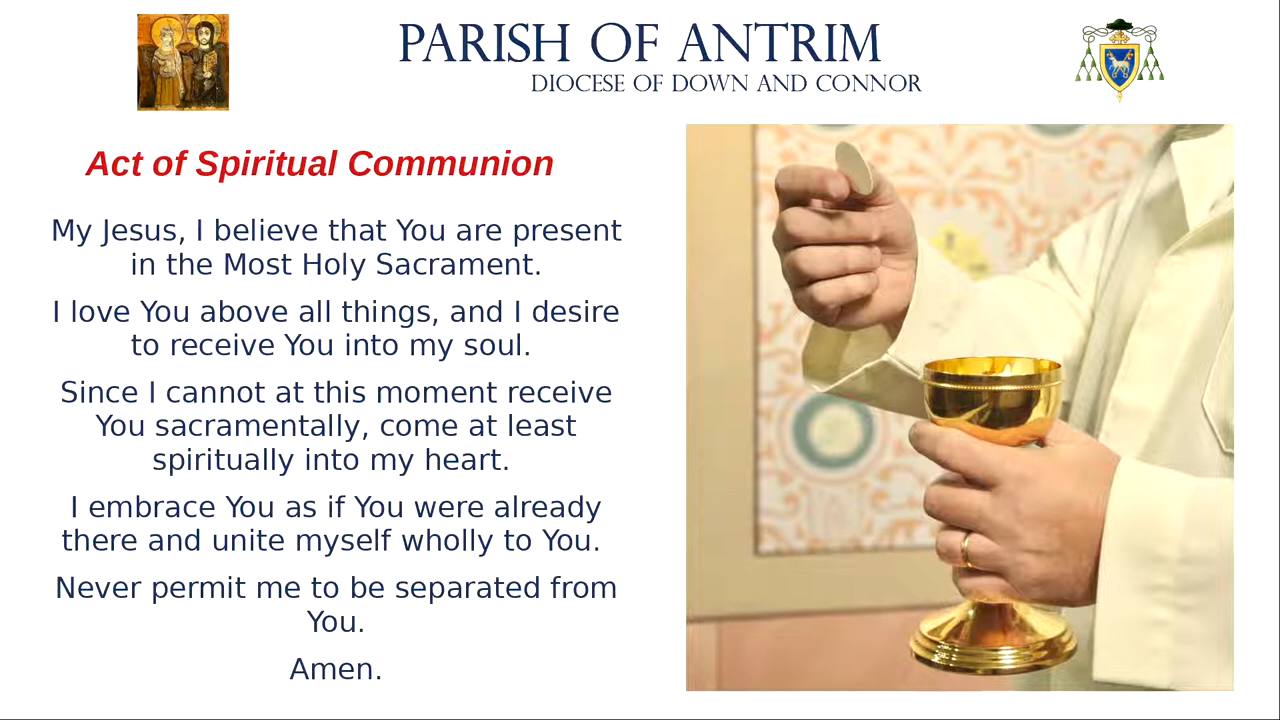 PARISH OF ANTRIM
DIOCESE OF DOWN AND CONNOR
Act of Spiritual Communion
My Jesus, I believe that You are present
in the Most Holy Sacrament.
I love You above all things, and I desire
to receive You into my soul.
Since I cannot at this moment receive
You sacramentally, come at least
spiritually into my heart.
I embrace You as if You were already
there and unite myself wholly to You.
Never permit me to be separated from
You.
Amen.